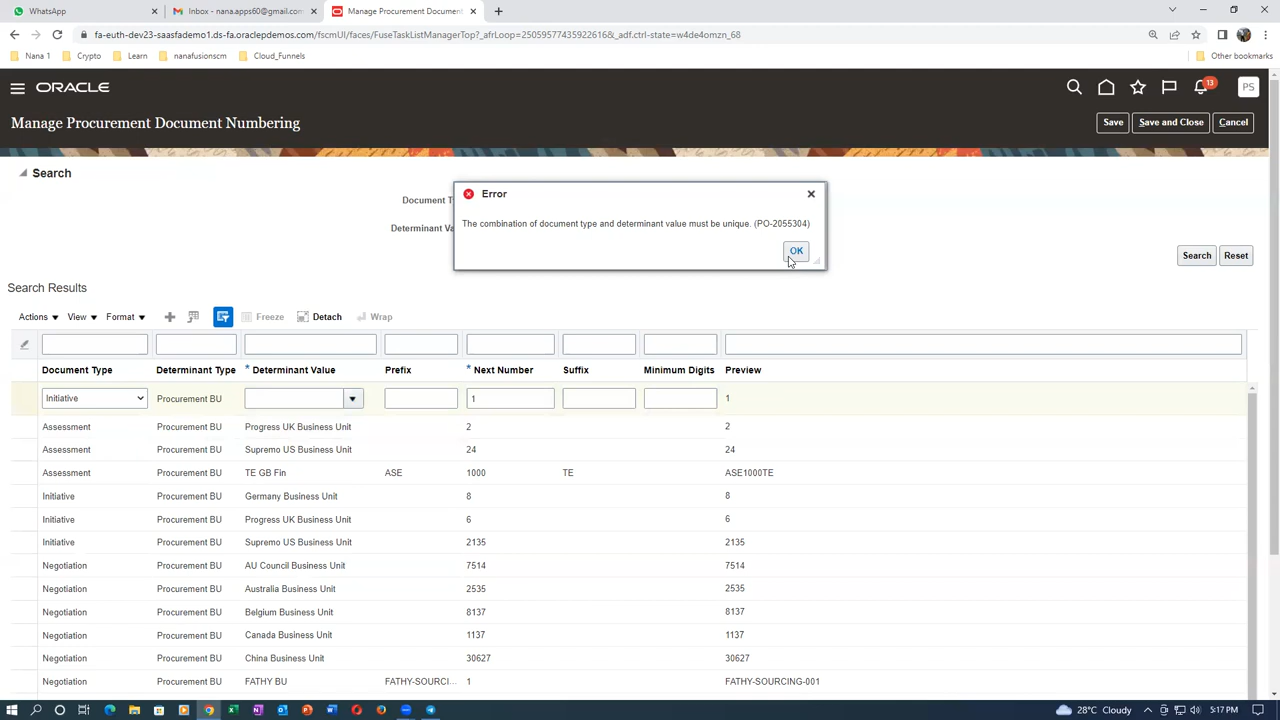 WhatsApp
Inbox - nana.apps60@gmail.com
Manage Procurement Document
fa-euth-dev23-saasfademo1.ds-fa.oraclepdemos.com/fscmUI/faces/FuseTaskListManagerTop?_afrLoop=250595774359226168&_adf.ctrl-state=w4de4omzn_68
Nana 1
Crypto
Learn
nanafusionscm
Cloud_Funnels
Other bookmarks
ORACLE
13
PS
Manage Procurement Document Numbering
Save
Save and Close
Cancel
Search
Document T
Determinant Va
Error
The combination of document type and determinant value must be unique. (PO-2055304)
OK
Search
Reset
Search Results
Actions
View
Format
Freeze
Detach
Wrap
Document Type Determinant Type * Determinant Value Prefix * Next Number Suffix Minimum Digits Preview
Initiative Procurement BU 1 1
Assessment Procurement BU Progress UK Business Unit 2 2
Assessment Procurement BU Supremo US Business Unit 24 24
Assessment Procurement BU TE GB Fin ASE 1000 TE ASE1000TE
Initiative Procurement BU Germany Business Unit 8 8
Initiative Procurement BU Progress UK Business Unit 6 6
Initiative Procurement BU Supremo US Business Unit 2135 2135
Negotiation Procurement BU AU Council Business Unit 7514 7514
Negotiation Procurement BU Australia Business Unit 2535 2535
Negotiation Procurement BU Belgium Business Unit 8137 8137
Negotiation Procurement BU Canada Business Unit 1137 1137
Negotiation Procurement BU China Business Unit 30627 30627
Negotiation Procurement BU FATHY BU FATHY-SOURCI... 1 FATHY-SOURCING-001
28°C Cloudy
5:17 PM